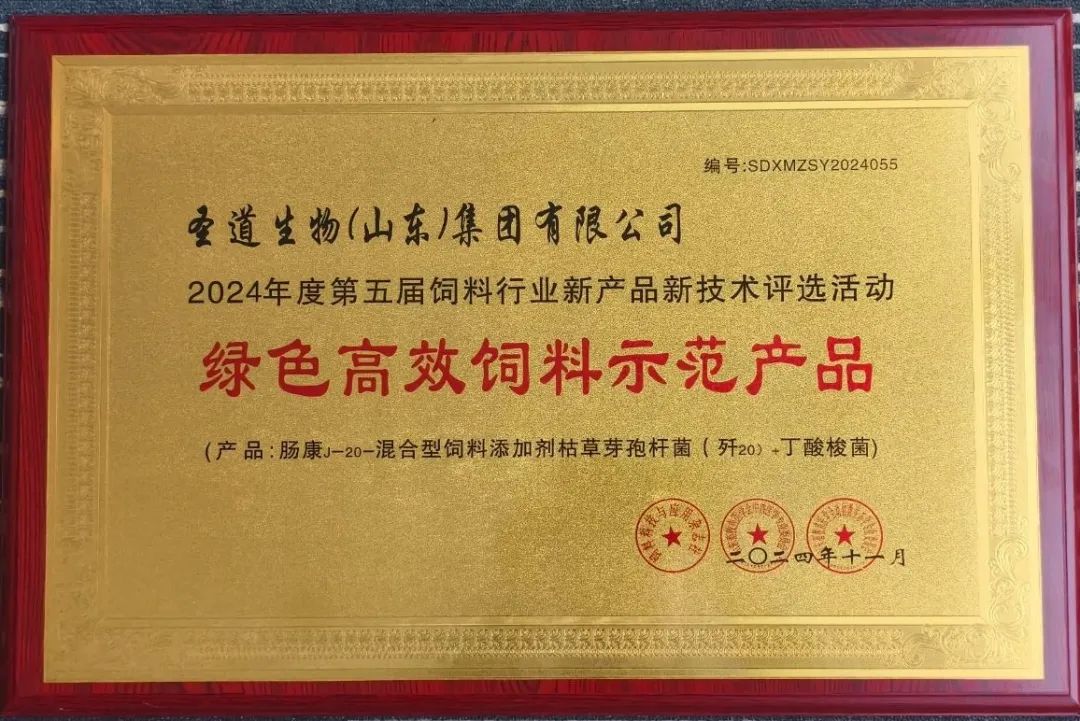 编号:SDXMZSY2024055
圣道生物(山东)集团有限公司
2024年度第五届饲料行业新产品新技术评选活动
绿色高效饲料示范产品
(产品:肠康J-20-混合型饲料添加剂枯草芽孢杆菌(歼20)+丁酸梭菌)
二〇二四年十一月